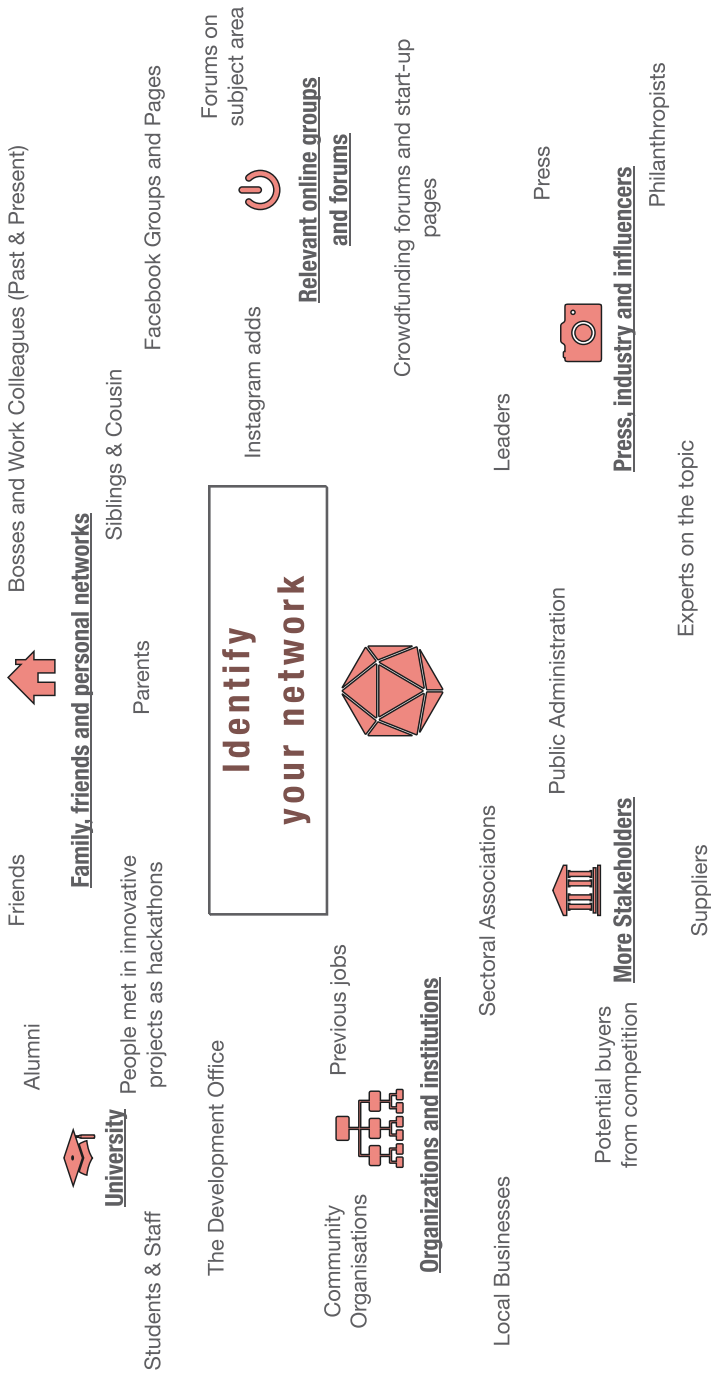 Identify
your network
University
Alumni
People met in innovative
projects as hackathons
Students & Staff
The Development Office
Family, friends and personal networks
Friends
Bosses and Work Colleagues (Past & Present)
Parents
Siblings & Cousin
Relevant online groups
and forums
Facebook Groups and Pages
Forums on
subject area
Instagram adds
Crowdfunding forums and start-up
pages
Organizations and institutions
Previous jobs
Community
Organisations
Sectoral Associations
Local Businesses
More Stakeholders
Public Administration
Potential buyers
from competition
Suppliers
Press, industry and influencers
Leaders
Press
Experts on the topic
Philanthropists